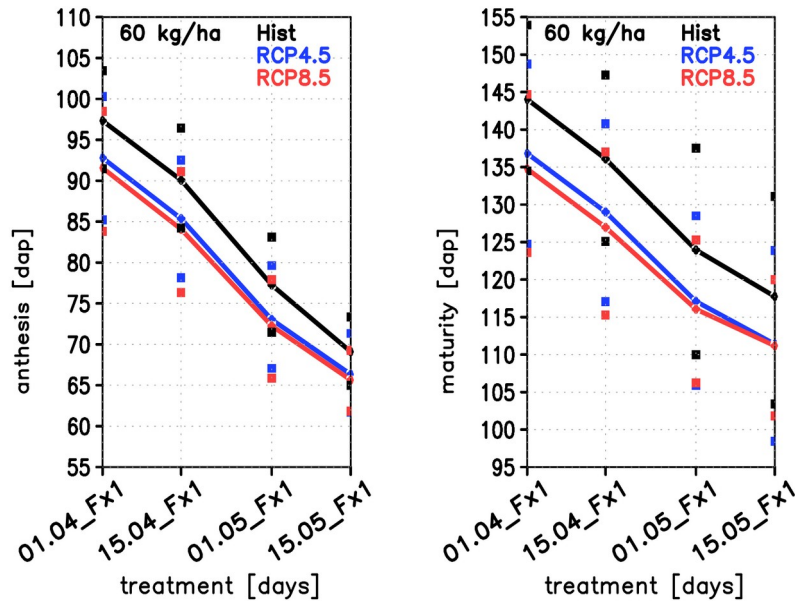 60 kg/ha
Hist
RCP4.5
RCP8.5
110
105
100
95
90
85
80
75
70
65
60
55
anthesis [dap]
01.04_Fx1
15.04_Fx1
01.05_Fx1
15.05_Fx1
treatment [days]
60 kg/ha
Hist
RCP4.5
RCP8.5
155
150
145
140
135
130
125
120
115
110
105
100
95
maturity [dap]
01.04_Fx1
15.04_Fx1
01.05_Fx1
15.05_Fx1
treatment [days]